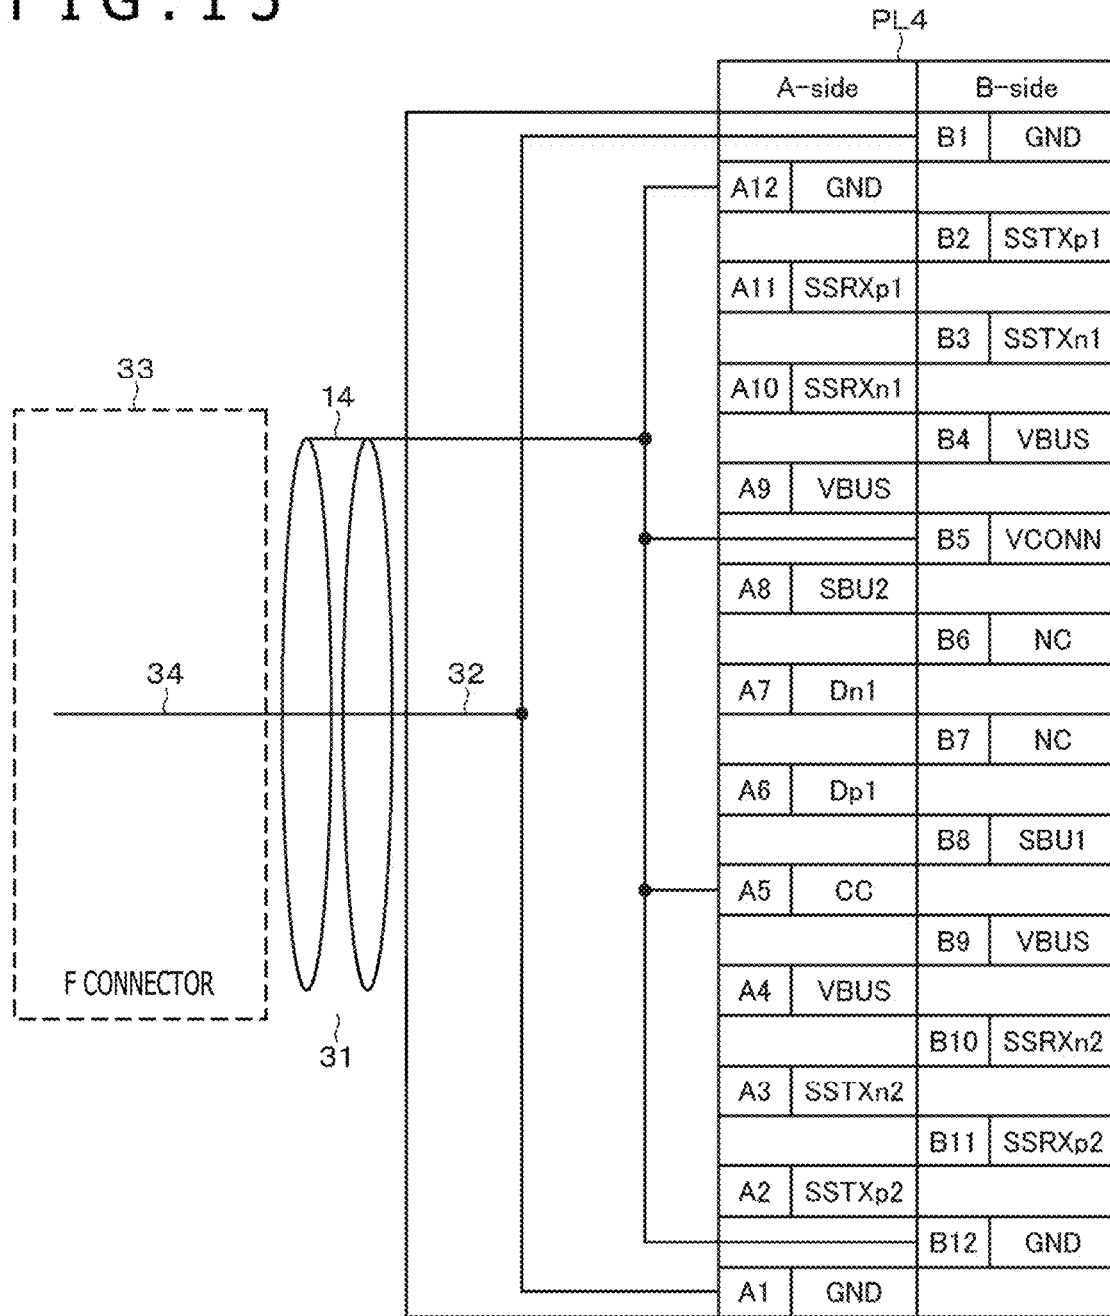 FIG.15
PL4
A-side B-side
B1 GND
A12 GND
B2 SSTXp1
A11 SSRXp1
B3 SSTXn1
33
14
A10 SSRXn1
B4 VBUS
A9 VBUS
B5 VCONN
A8 SBU2
B6 NC
34
32
A7 Dn1
B7 NC
A6 Dp1
B8 SBU1
A5 CC
B9 VBUS
F CONNECTOR
A4 VBUS
31
B10 SSRXn2
A3 SSTXn2
B11 SSRXp2
A2 SSTXp2
B12 GND
A1 GND